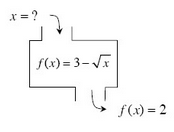 x = ?
f(x) = 3 − √x
f(x) = 2